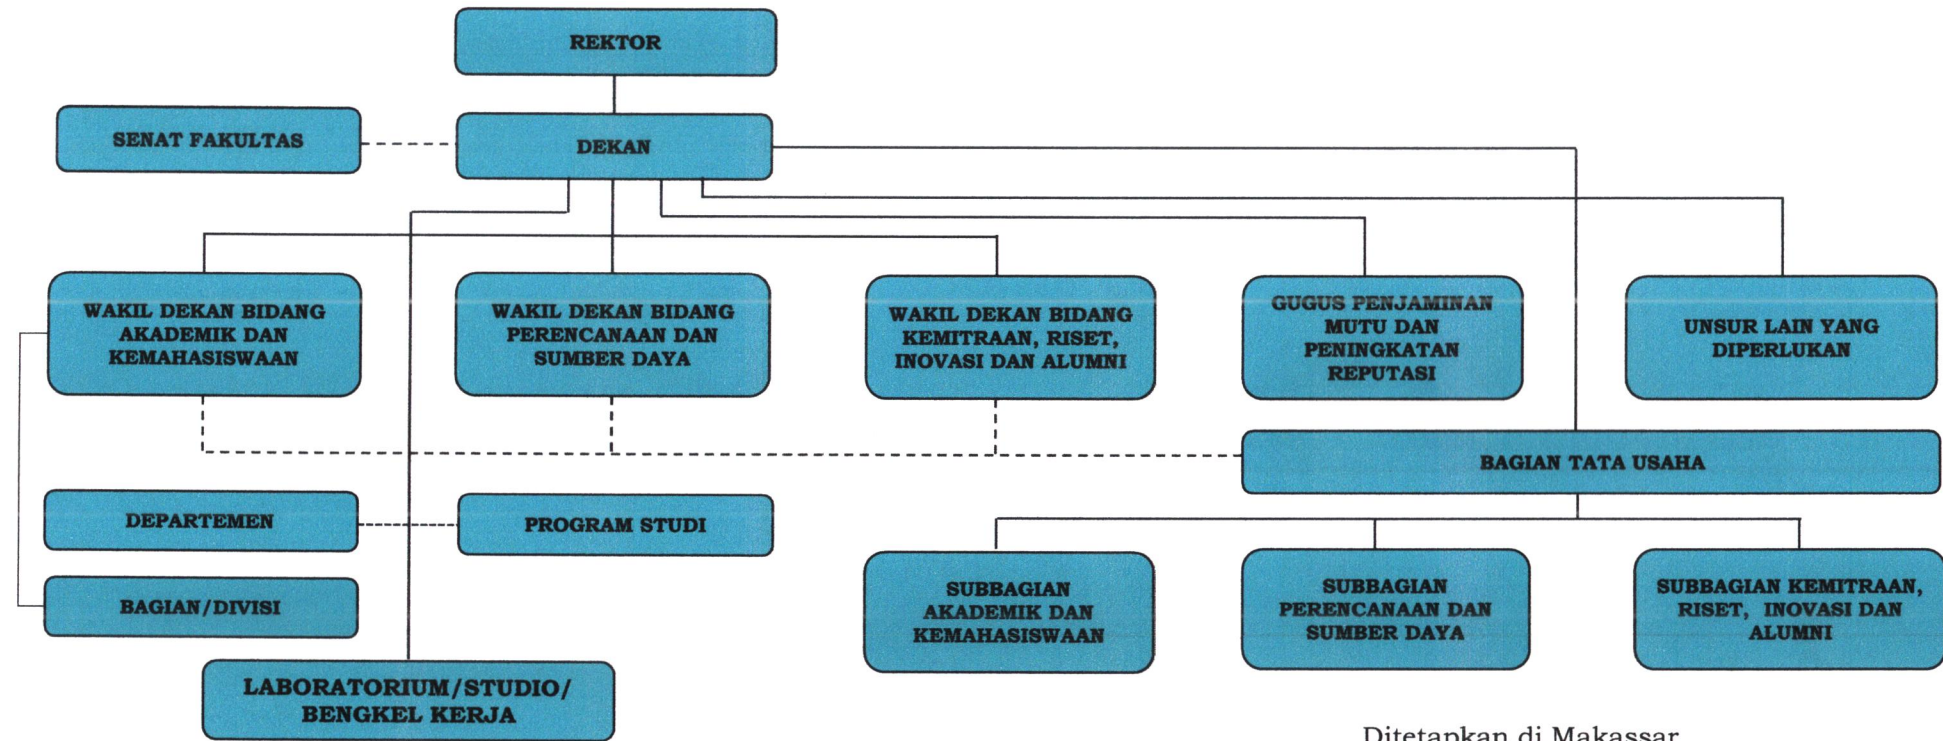 REKTOR
SENAT FAKULTAS
DEKAN
WAKIL DEKAN BIDANG
AKADEMIK DAN
KEMAHASISWAAN
WAKIL DEKAN BIDANG
PERENCANAAN DAN
SUMBER DAYA
WAKIL DEKAN BIDANG
KEMITRAAN, RISET,
INOVASI DAN ALUMNI
GUGUS PENJAMINAN
MUTU DAN
PENINGKATAN
REPUTASI
UNSUR LAIN YANG
DIPERLUKAN
BAGIAN TATA USAHA
DEPARTEMEN
PROGRAM STUDI
BAGIAN/DIVISI
SUBBAGIAN
AKADEMIK DAN
KEMAHASISWAAN
SUBBAGIAN
PERENCANAAN DAN
SUMBER DAYA
SUBBAGIAN KEMITRAAN,
RISET, INOVASI DAN
ALUMNI
LABORATORIUM/STUDIO/
BENGKEL KERJA
Ditetapkan di Makassar